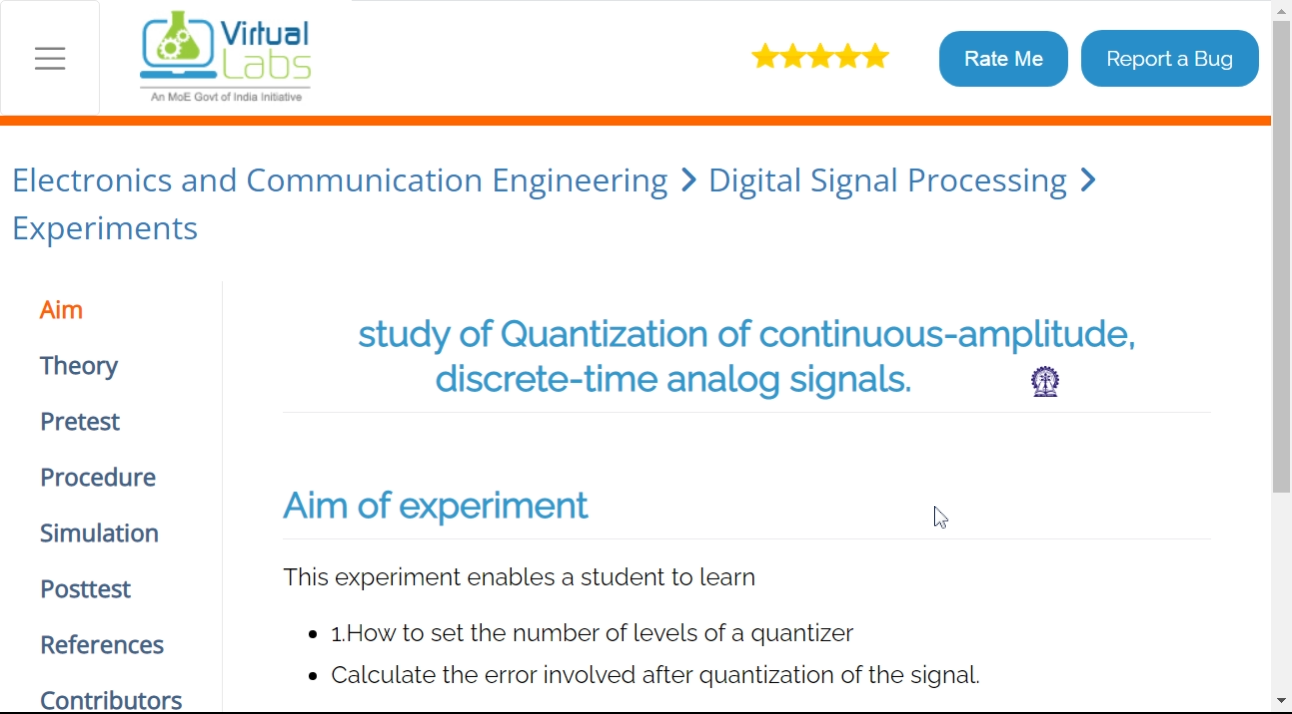 Virtual
Labs
An MoE Govt of India Initiative
Rate Me
Report a Bug
Electronics and Communication Engineering > Digital Signal Processing >
Experiments
Aim
Theory
Pretest
Procedure
Simulation
Posttest
References
Contributors
study of Quantization of continuous-amplitude,
discrete-time analog signals.
Aim of experiment
This experiment enables a student to learn
• 1.How to set the number of levels of a quantizer
• Calculate the error involved after quantization of the signal.